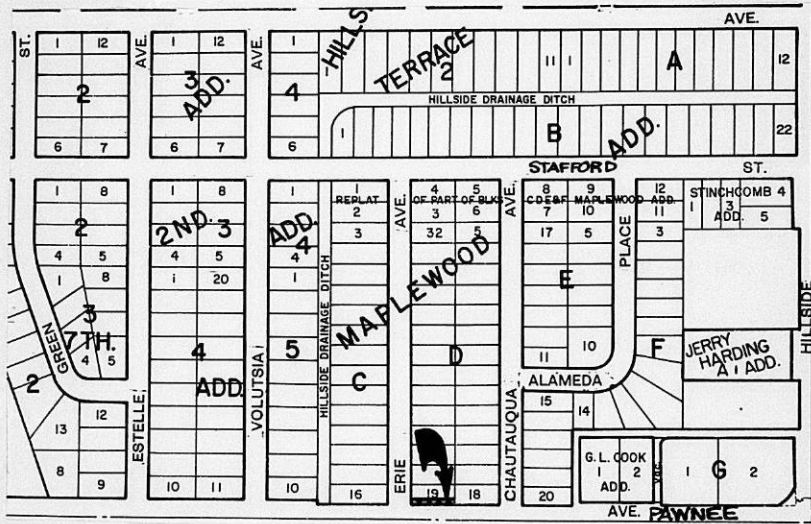 AVE.
ST. 1 12 AVE. 1 12 AVE. 1 HILLS TERRACE 2 11 1 A 12
2 3 ADD. 4
HILLSIDE DRAINAGE DITCH
1 B ADD. 22
6 7 6 7 6
STAFFORD ST.
1 8 1 8 1 1 4 5 8 9 12 STINCHCOMB 4
REPLAT OF PART OF BLKS C D E & F MAPLEWOOD ADD.
2 3 6 7 10 11 1 3 ADD. 5
2 2ND. 3 ADD. 4 3 AVE. 32 5 AVE. 17 5 PLACE 3
4 5 4 5 4
1 8 1 20 1
MAPLEWOOD
E
3
7TH. 4 5 4 5 D 11 10 F JERRY
HARDING
A 1 ADD.
HILLSIDE
GREEN
2 ADD. VOLUTSIA HILLSIDE DRAINAGE DITCH C ALAMEDA
12 15 14
13
ESTELLE ERIE CHAUTAUQUA G. L. COOK
1 2 VAC. 1 G 2
ADD.
8 9 10 11 10 16 19 18 20
AVE. PAWNEE